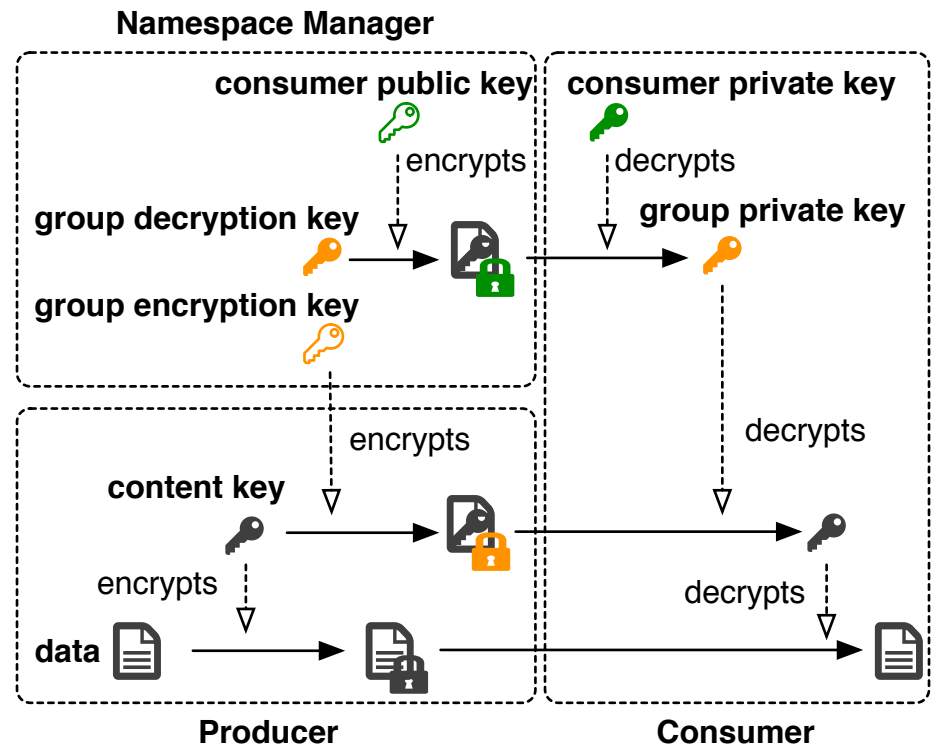 Namespace Manager
consumer public key
consumer private key
encrypts
decrypts
group decryption key
group private key
group encryption key
encrypts
decrypts
content key
encrypts
decrypts
data
Producer
Consumer